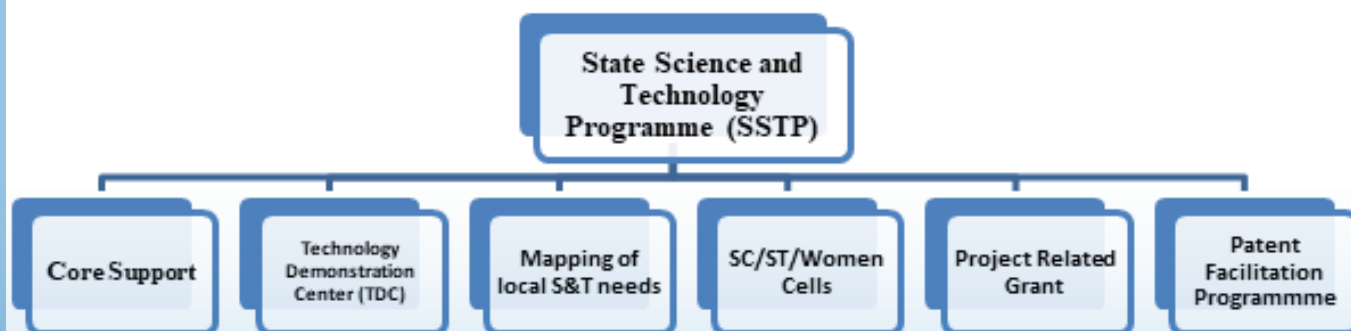 State Science and
Technology
Programme (SSTP)
Core Support
Technology
Demonstration
Center (TDC)
Mapping of
local S&T needs
SC/ST/Women
Cells
Project Related
Grant
Patent
Facilitation
Programmme